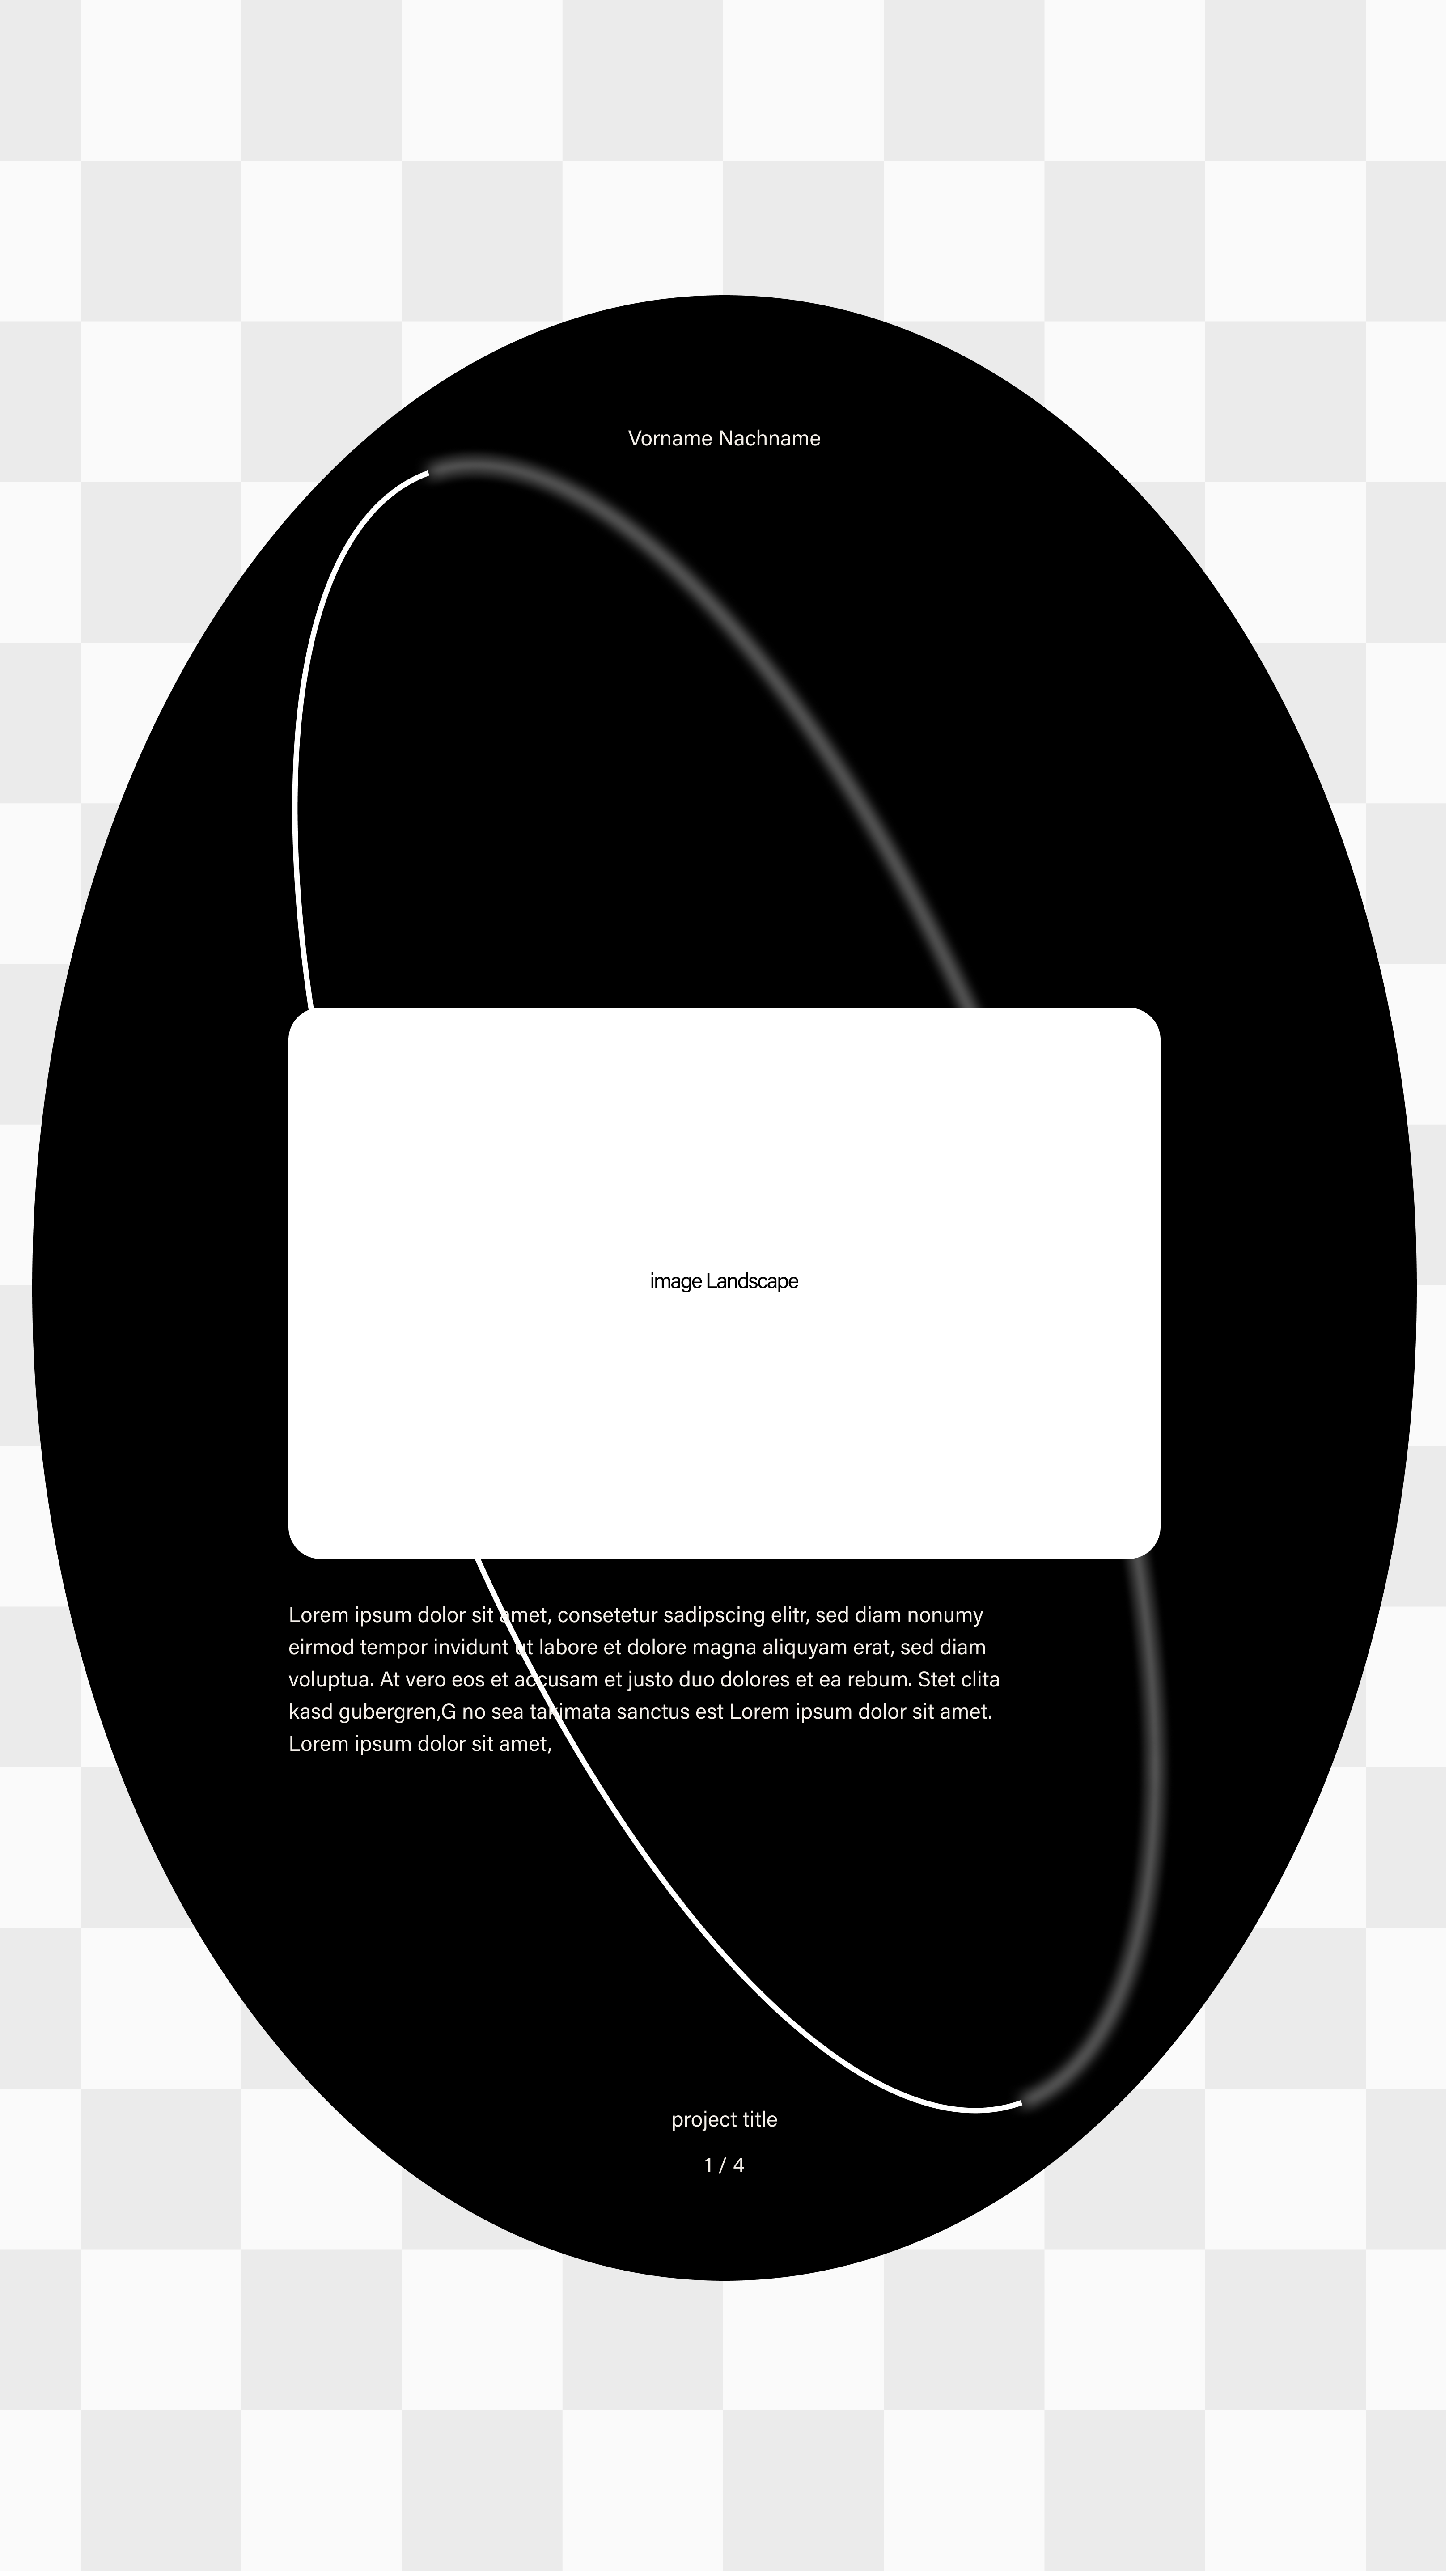 Vorname Nachname
image Landscape
Lorem ipsum dolor sit amet, consetetur sadipscing elitr, sed diam nonumy
eirmod tempor invidunt ut labore et dolore magna aliquyam erat, sed diam
voluptua. At vero eos et accusam et justo duo dolores et ea rebum. Stet clita
kasd gubergren,G no sea takimata sanctus est Lorem ipsum dolor sit amet.
Lorem ipsum dolor sit amet,
project title
1 / 4